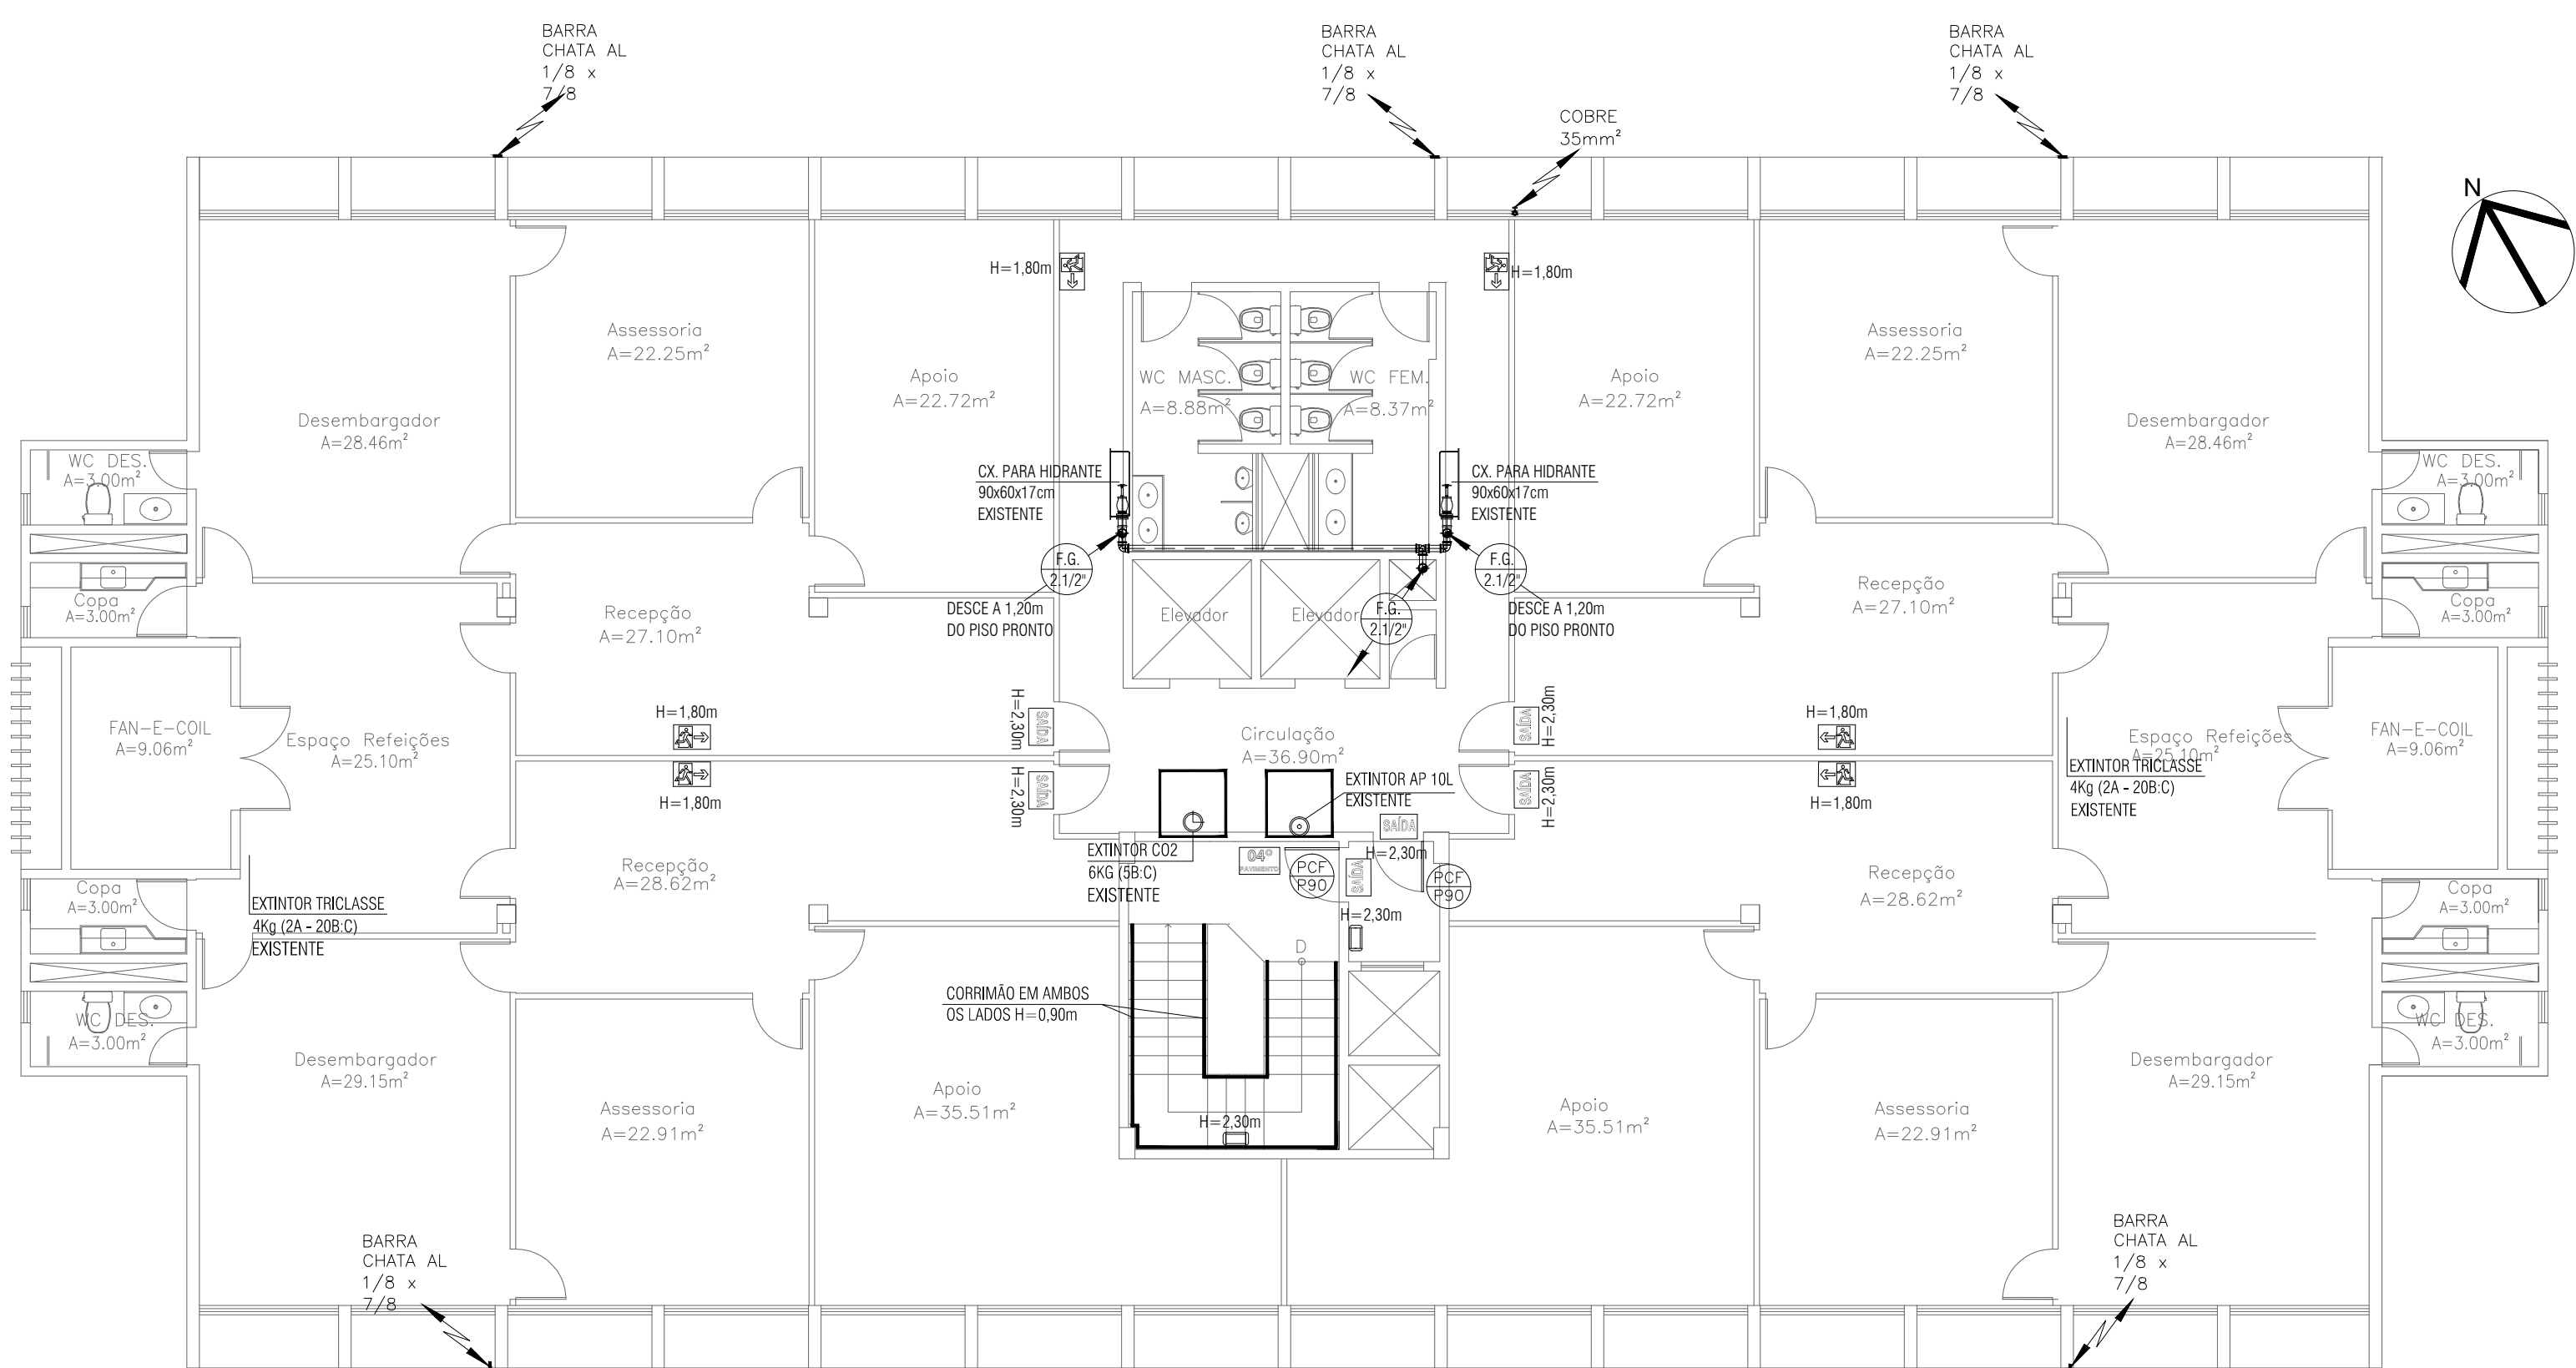 BARRA
CHATA AL
1/8 x
7/8
BARRA
CHATA AL
1/8 x
7/8
BARRA
CHATA AL
1/8 x
7/8
COBRE
35mm²
N
H=1,80m
H=1,80m
Assessoria
A=22.25m²
Assessoria
A=22.25m²
Apoio
A=22.72m²
WC MASC.
A=8.88m²
WC FEM.
A=8.37m²
Apoio
A=22.72m²
Desembargador
A=28.46m²
Desembargador
A=28.46m²
WC DES.
A=3.00m²
CX. PARA HIDRANTE
90x60x17cm
EXISTENTE
CX. PARA HIDRANTE
90x60x17cm
EXISTENTE
WC DES.
A=3.00m²
F.G.
2.1/2"
F.G.
2.1/2"
Copa
A=3.00m²
Recepção
A=27.10m²
DESCE A 1,20m
DO PISO PRONTO
Elevador
Elevador
F.G.
2.1/2"
DESCE A 1,20m
DO PISO PRONTO
Recepção
A=27.10m²
Copa
A=3.00m²
FAN-E-COIL
A=9.06m²
Espaço Refeições
A=25.10m²
H=1,80m
H=2,30m
SAÍDA
Circulação
A=36.90m²
SAÍDA
H=2,30m
H=1,80m
Espaço Refeições
A=25.10m²
FAN-E-COIL
A=9.06m²
H=1,80m
H=2,30m
SAÍDA
EXTINTOR AP 10L
EXISTENTE
SAÍDA
H=2,30m
H=1,80m
EXTINTOR TRICLASSE
4Kg (2A - 20B:C)
EXISTENTE
SAÍDA
H=2,30m
EXTINTOR CO2
6KG (5B:C)
EXISTENTE
04°
PAVIMENTO
PCF
P90
SAÍDA
H=2,30m
PCF
P90
Recepção
A=28.62m²
Recepção
A=28.62m²
Copa
A=3.00m²
EXTINTOR TRICLASSE
4Kg (2A - 20B:C)
EXISTENTE
Copa
A=3.00m²
D
CORRIMÃO EM AMBOS
OS LADOS H=0,90m
WC DES.
A=3.00m²
WC DES.
A=3.00m²
Desembargador
A=29.15m²
Desembargador
A=29.15m²
Assessoria
A=22.91m²
Apoio
A=35.51m²
H=2,30m
Apoio
A=35.51m²
Assessoria
A=22.91m²
BARRA
CHATA AL
1/8 x
7/8
BARRA
CHATA AL
1/8 x
7/8